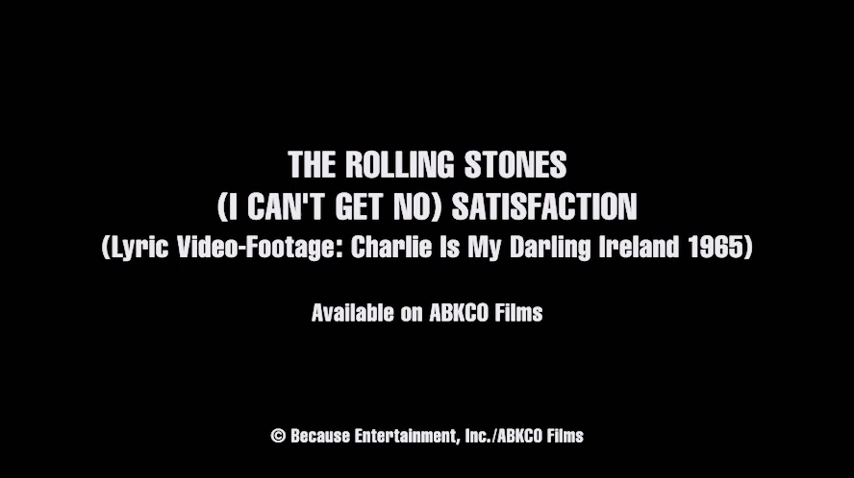 THE ROLLING STONES
(I CAN'T GET NO) SATISFACTION
(Lyric Video-Footage: Charlie Is My Darling Ireland 1965)
Available on ABKCO Films
© Because Entertainment, Inc./ABKCO Films